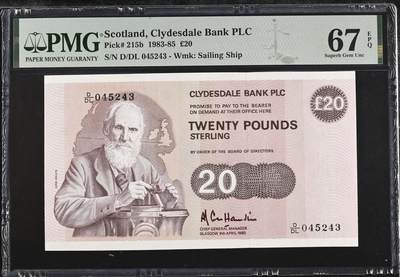 PMG
PAPER MONEY GUARANTY
Scotland, Clydesdale Bank PLC
Pick# 215b 1983-85 £20
S/N D/DL 045243 - Wmk: Sailing Ship
67 EPQ
Superb Gem Unc
D/DL 045243
CLYDESDALE BANK PLC
PROMISE TO PAY TO THE BEARER
ON DEMAND AT THEIR OFFICE HERE
£20
TWENTY POUNDS
STERLING
BY ORDER OF THE BOARD OF DIRECTORS
20
CHIEF GENERAL MANAGER
D/DL 045243